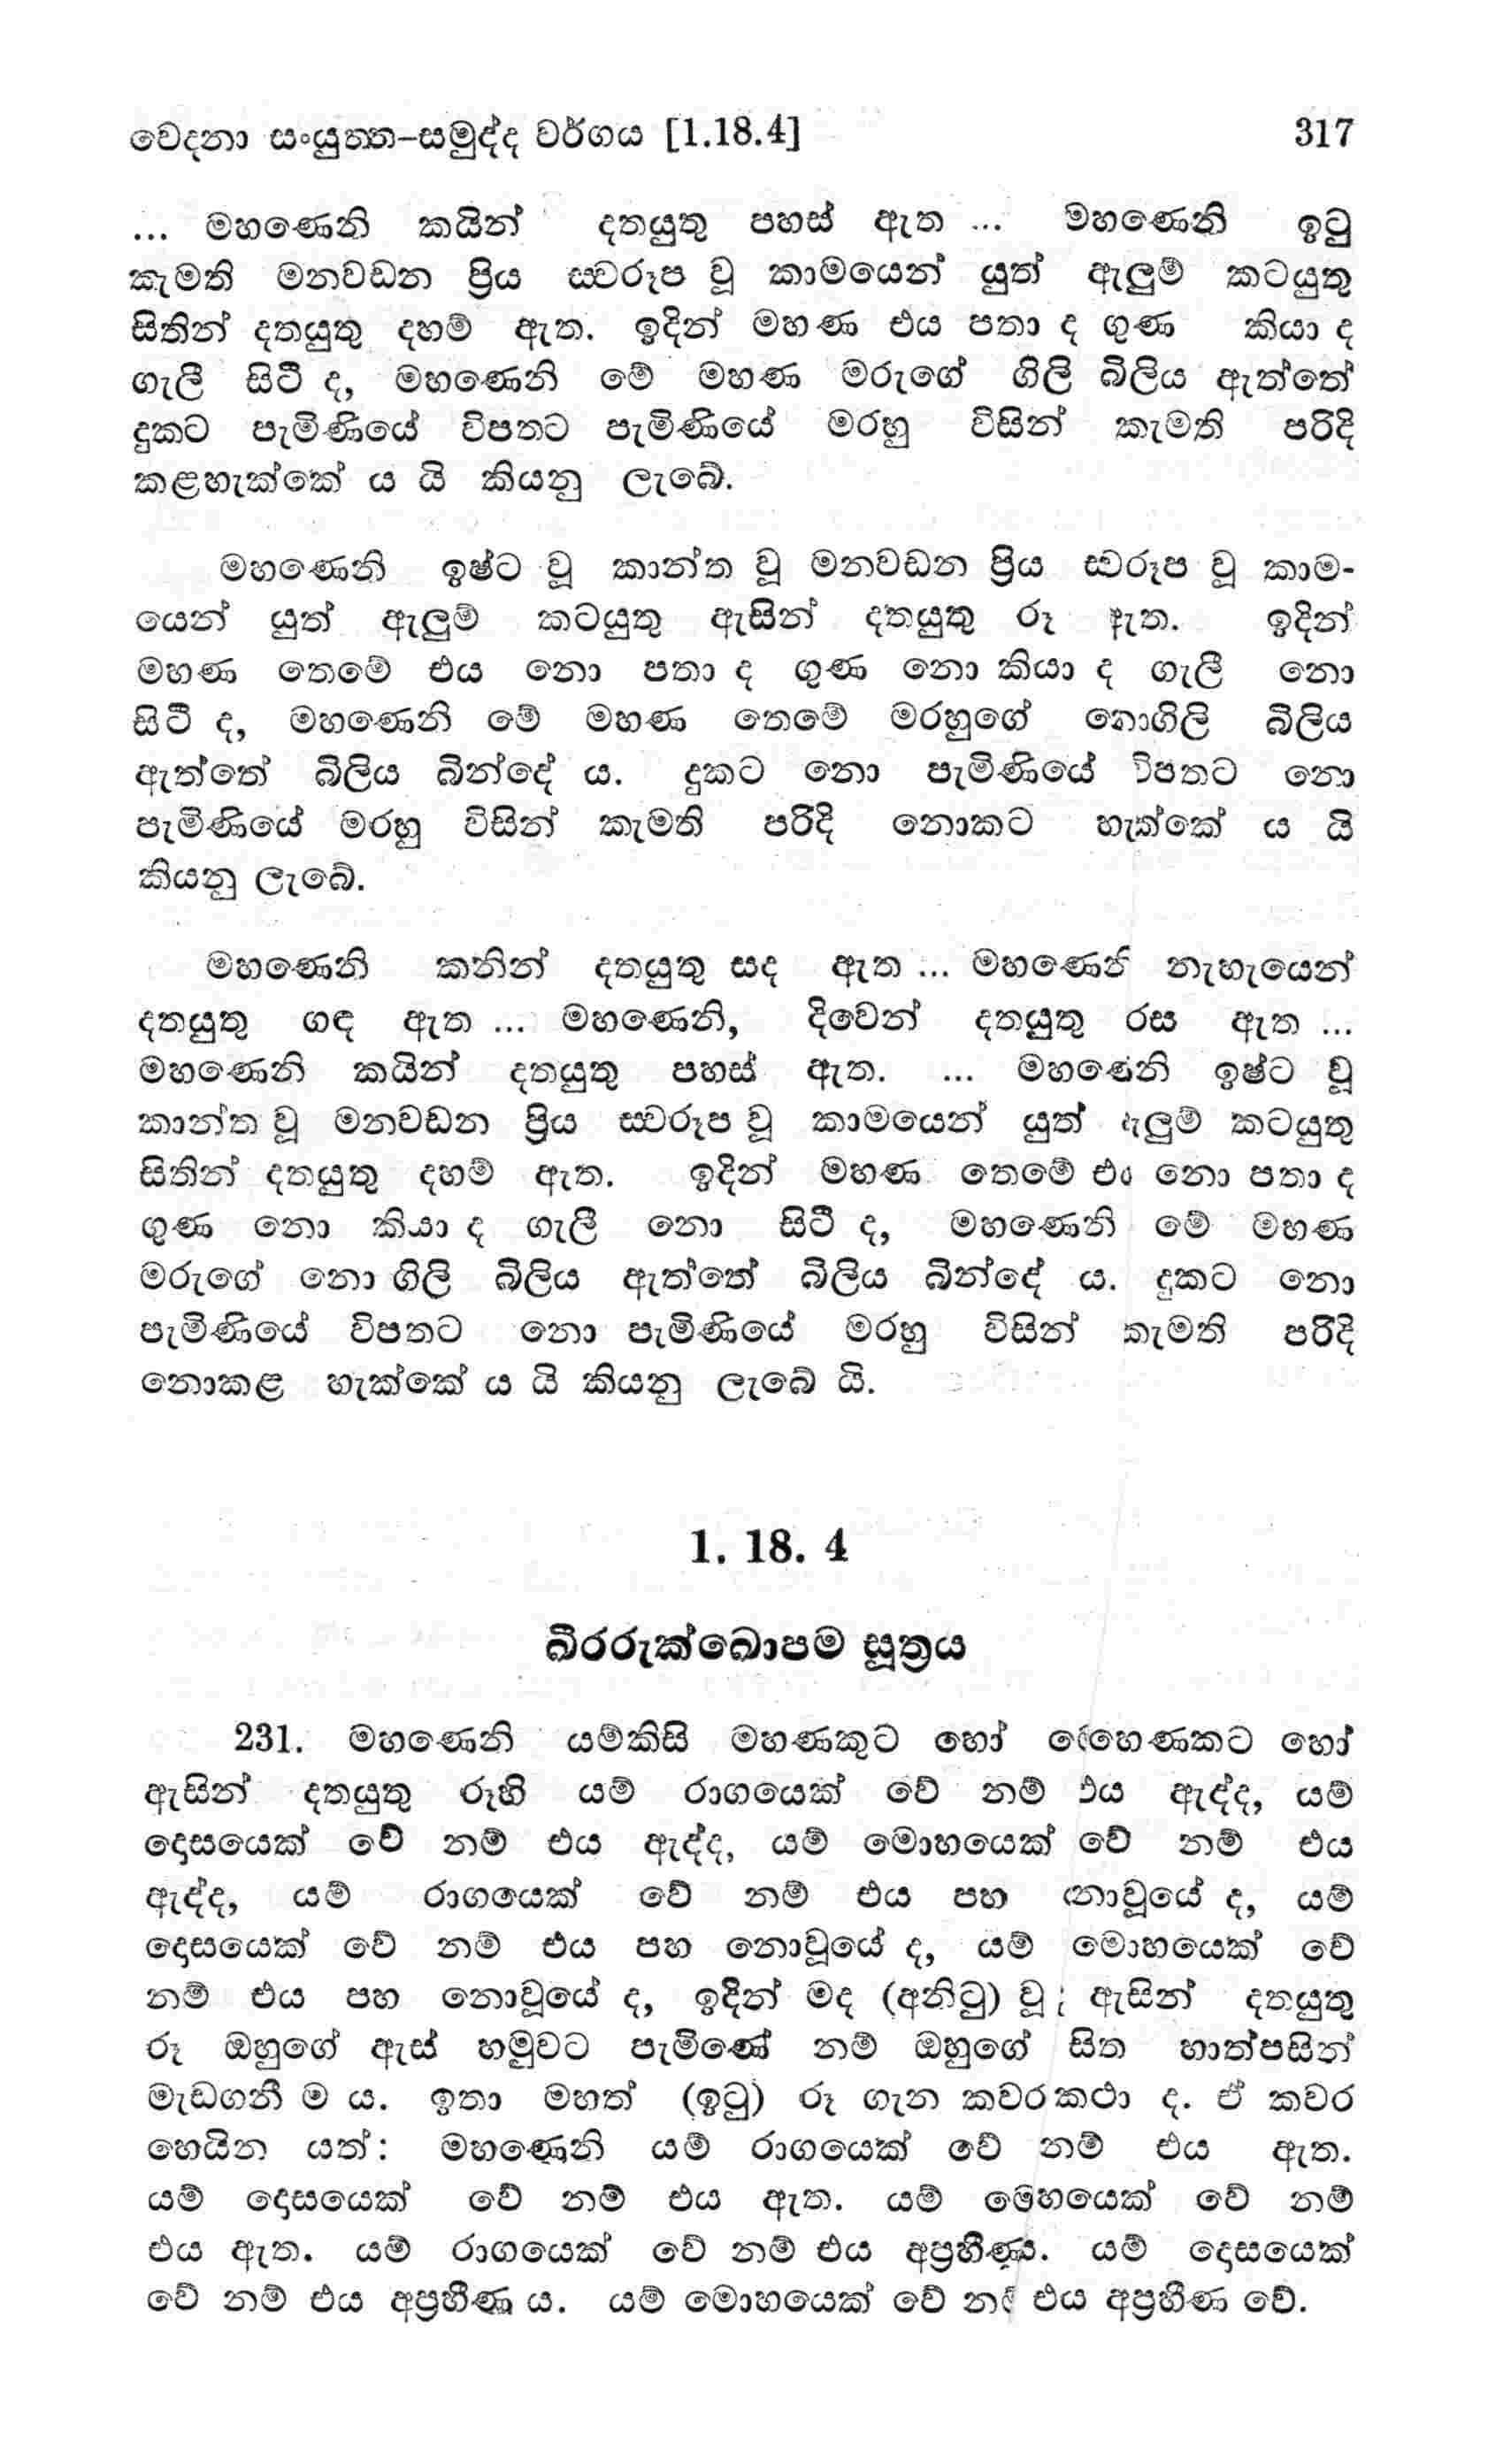 වෙදනා සංයුත්ත–සමුද්ද වර්ගය [1.18.4] 317
... මහණෙනි කයින් දතයුතු පහස් ඇත ... මහණෙනි ඉටු
කැමති මනවඩන ප්‍රිය ස්වරූප වූ කාමයෙන් යුත් ඇලුම් කටයුතු
සිතින් දතයුතු දහම් ඇත. ඉදින් මහණ එය පතා ද ගුණ කියා ද
ගැලී සිටී ද, මහණෙනි මේ මහණ මරුගේ ගිලි බිලිය ඇත්තේ
දුකට පැමිණියේ විපතට පැමිණියේ මරහු විසින් කැමති පරිදි
කළහැක්කේ ය යි කියනු ලැබේ.
මහණෙනි ඉෂ්ට වූ කාන්ත වූ මනවඩන ප්‍රිය ස්වරූප වූ කාම-
යෙන් යුත් ඇලුම් කටයුතු ඇසින් දතයුතු රූ ඇත. ඉදින්
මහණ තෙමේ එය නො පතා ද ගුණ නො කියා ද ගැලී නො
සිටී ද, මහණෙනි මේ මහණ තෙමේ මරහුගේ නොගිලි බිලිය
ඇත්තේ බිලිය බින්දේ ය. දුකට නො පැමිණියේ විපතට නො
පැමිණියේ මරහු විසින් කැමති පරිදි නොකට හැක්කේ ය යි
කියනු ලැබේ.
මහණෙනි කනින් දතයුතු සද ඇත ... මහණෙනි නැහැයෙන්
දතයුතු ගඳ ඇත ... මහණෙනි, දිවෙන් දතයුතු රස ඇත ...
මහණෙනි කයින් දතයුතු පහස් ඇත. ... මහණෙනි ඉෂ්ට වූ
කාන්ත වූ මනවඩන ප්‍රිය ස්වරූප වූ කාමයෙන් යුත් ඇලුම් කටයුතු
සිතින් දතයුතු දහම් ඇත. ඉදින් මහණ තෙමේ එය නො පතා ද
ගුණ නො කියා ද ගැලී නො සිටී ද, මහණෙනි මේ මහණ
මරුගේ නො ගිලි බිලිය ඇත්තේ බිලිය බින්දේ ය. දුකට නො
පැමිණියේ විපතට නො පැමිණියේ මරහු විසින් කැමති පරිදි
නොකළ හැක්කේ ය යි කියනු ලැබේ යි.
1. 18. 4
ඛීරරුක්ඛොපම සූත්‍රය
231. මහණෙනි යම්කිසි මහණකුට හෝ මෙහෙණකට හෝ
ඇසින් දතයුතු රූහි යම් රාගයෙක් වේ නම් එය ඇද්ද, යම්
දොසයෙක් වේ නම් එය ඇද්ද, යම් මොහයෙක් වේ නම් එය
ඇද්ද, යම් රාගයෙක් වේ නම් එය පහ නොවූයේ ද, යම්
දොසයෙක් වේ නම් එය පහ නොවූයේ ද, යම් මොහයෙක් වේ
නම් එය පහ නොවූයේ ද, ඉදින් මද (අනිටු) වූ ඇසින් දතයුතු
රූ ඔහුගේ ඇස් හමුවට පැමිණේ නම් ඔහුගේ සිත හාත්පසින්
මැඩගනී ම ය. ඉතා මහත් (ඉටු) රූ ගැන කවර කථා ද. ඒ කවර
හෙයින යත්: මහණෙනි යම් රාගයෙක් වේ නම් එය ඇත.
යම් දොසයෙක් වේ නම් එය ඇත. යම් මොහයෙක් වේ නම්
එය ඇත. යම් රාගයෙක් වේ නම් එය අප්‍රහීණය. යම් දොසයෙක්
වේ නම් එය අප්‍රහීණ ය. යම් මොහයෙක් වේ නම් එය අප්‍රහීණ වේ.